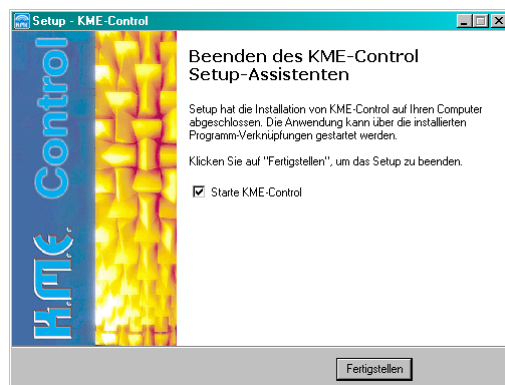 Setup - KME-Control
K.M.E. Control
Beenden des KME-Control
Setup-Assistenten
Setup hat die Installation von KME-Control auf Ihren Computer
abgeschlossen. Die Anwendung kann über die installierten
Programm-Verknüpfungen gestartet werden.
Klicken Sie auf "Fertigstellen", um das Setup zu beenden.
Starte KME-Control
Fertigstellen